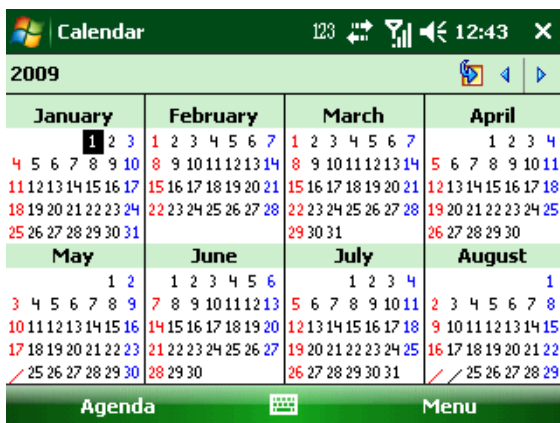 Calendar 123 12:43
2009
January
1 2 3
4 5 6 7 8 9 10
11 12 13 14 15 16 17
18 19 20 21 22 23 24
25 26 27 28 29 30 31
February
1 2 3 4 5 6 7
8 9 10 11 12 13 14
15 16 17 18 19 20 21
22 23 24 25 26 27 28
March
1 2 3 4 5 6 7
8 9 10 11 12 13 14
15 16 17 18 19 20 21
22 23 24 25 26 27 28
29 30 31
April
1 2 3 4
5 6 7 8 9 10 11
12 13 14 15 16 17 18
19 20 21 22 23 24 25
26 27 28 29 30
May
1 2
3 4 5 6 7 8 9
10 11 12 13 14 15 16
17 18 19 20 21 22 23
/ 25 26 27 28 29 30
June
1 2 3 4 5 6
7 8 9 10 11 12 13
14 15 16 17 18 19 20
21 22 23 24 25 26 27
28 29 30
July
1 2 3 4
5 6 7 8 9 10 11
12 13 14 15 16 17 18
19 20 21 22 23 24 25
26 27 28 29 30 31
August
1
2 3 4 5 6 7 8
9 10 11 12 13 14 15
16 17 18 19 20 21 22
/ / 25 26 27 28 29
Agenda Menu